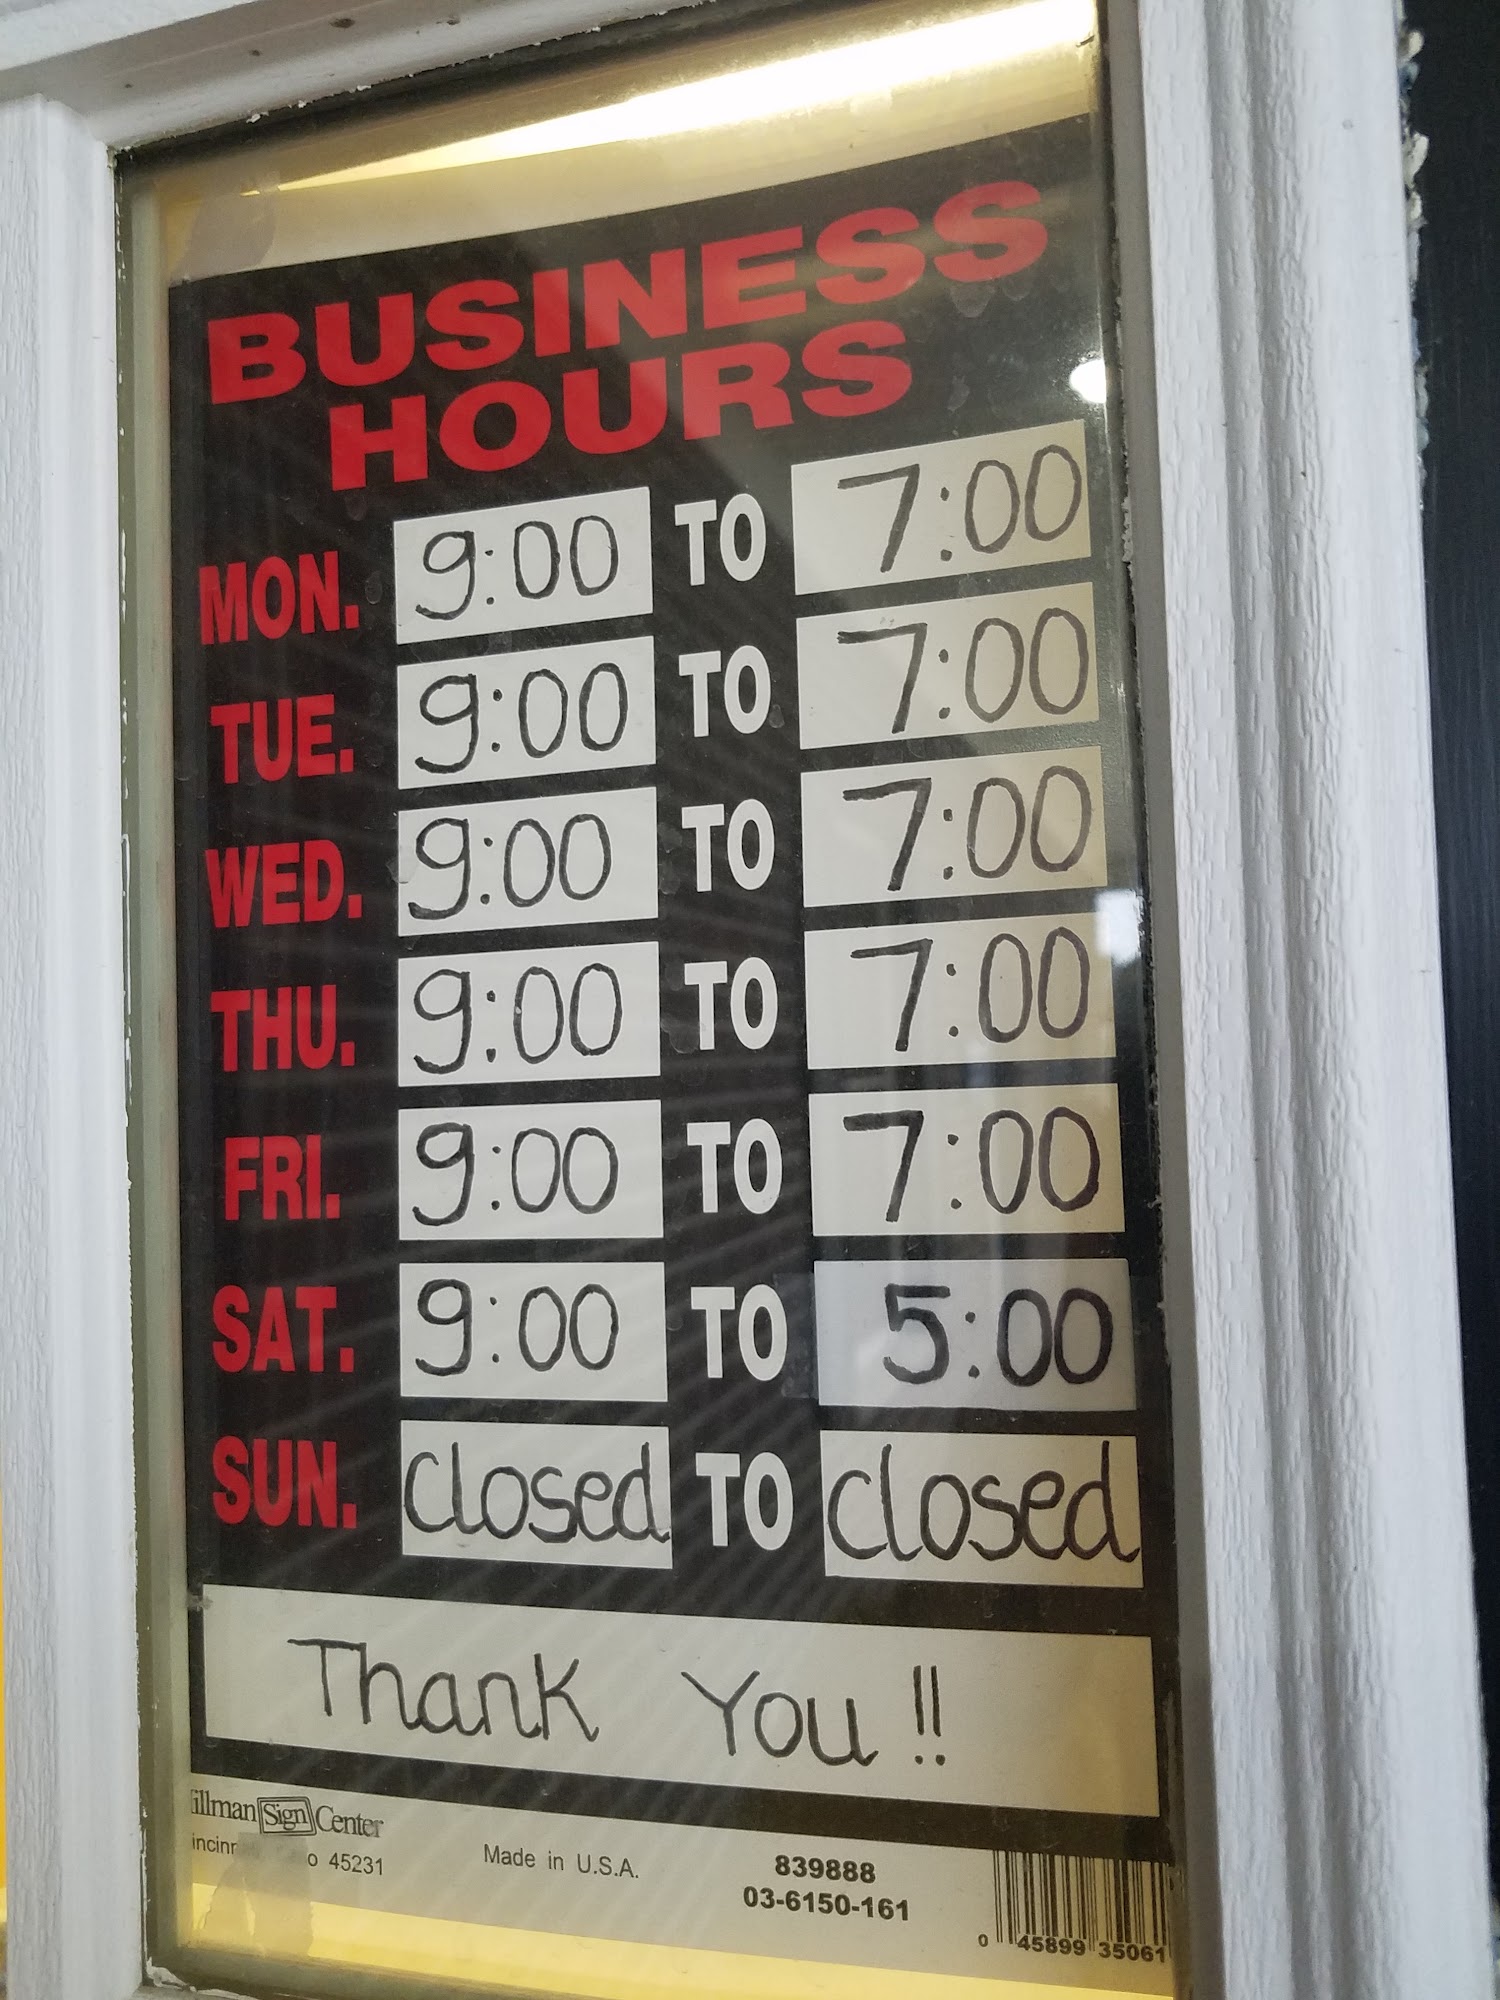 BUSINESS
HOURS
MON. 9:00 TO 7:00
TUE. 9:00 TO 7:00
WED. 9:00 TO 7:00
THU. 9:00 TO 7:00
FRI. 9:00 TO 7:00
SAT. 9:00 TO 5:00
SUN. closed TO closed
Thank You !!
illman Sign Center
45231
Made in U.S.A.
839888
03-6150-161
0 45899 35061